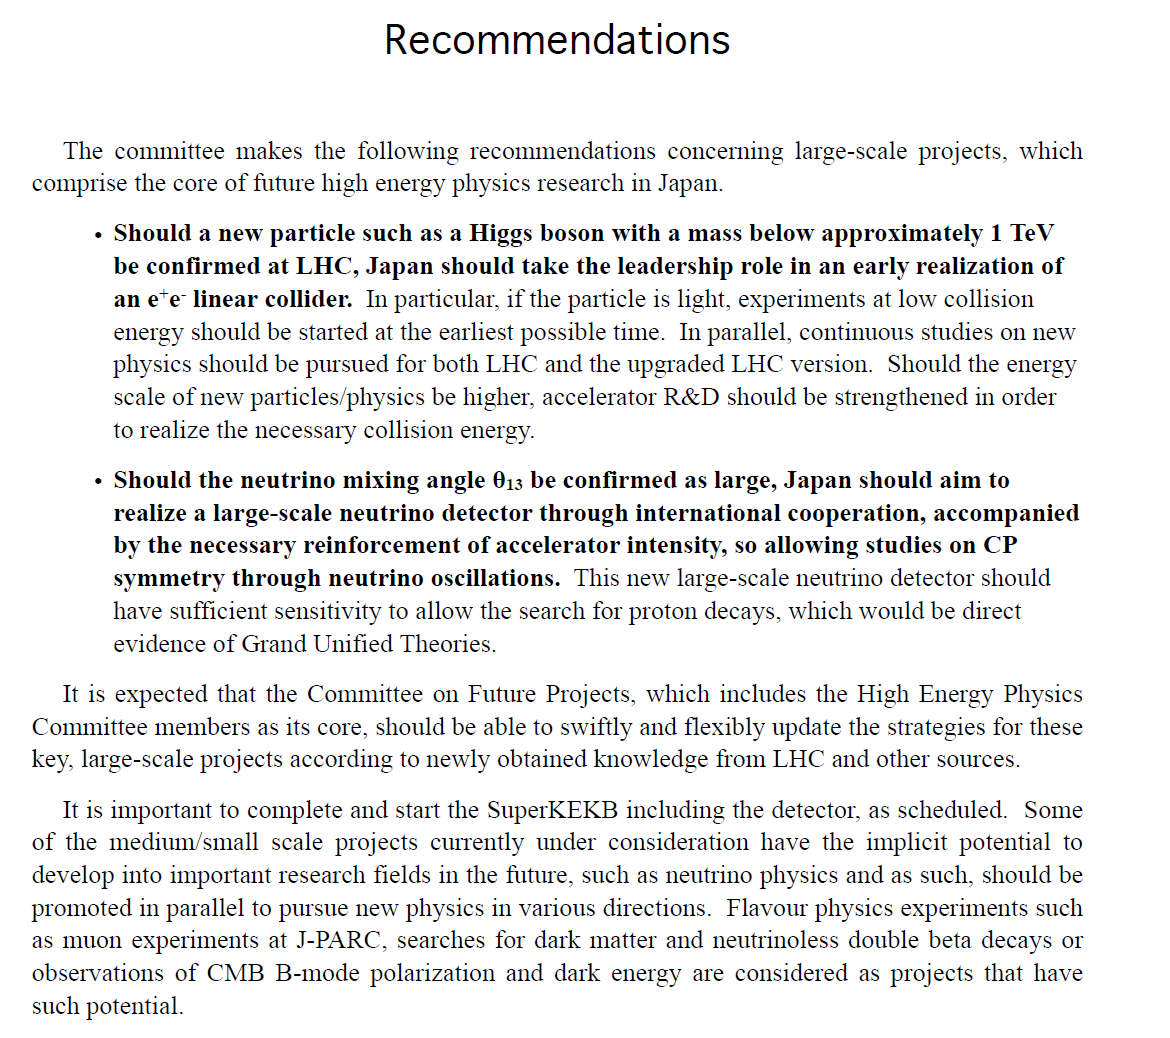 Recommendations
The committee makes the following recommendations concerning large-scale projects, which
comprise the core of future high energy physics research in Japan.
• Should a new particle such as a Higgs boson with a mass below approximately 1 TeV
be confirmed at LHC, Japan should take the leadership role in an early realization of
an e⁺e⁻ linear collider. In particular, if the particle is light, experiments at low collision
energy should be started at the earliest possible time. In parallel, continuous studies on new
physics should be pursued for both LHC and the upgraded LHC version. Should the energy
scale of new particles/physics be higher, accelerator R&D should be strengthened in order
to realize the necessary collision energy.
• Should the neutrino mixing angle θ₁₃ be confirmed as large, Japan should aim to
realize a large-scale neutrino detector through international cooperation, accompanied
by the necessary reinforcement of accelerator intensity, so allowing studies on CP
symmetry through neutrino oscillations. This new large-scale neutrino detector should
have sufficient sensitivity to allow the search for proton decays, which would be direct
evidence of Grand Unified Theories.
It is expected that the Committee on Future Projects, which includes the High Energy Physics
Committee members as its core, should be able to swiftly and flexibly update the strategies for these
key, large-scale projects according to newly obtained knowledge from LHC and other sources.
It is important to complete and start the SuperKEKB including the detector, as scheduled. Some
of the medium/small scale projects currently under consideration have the implicit potential to
develop into important research fields in the future, such as neutrino physics and as such, should be
promoted in parallel to pursue new physics in various directions. Flavour physics experiments such
as muon experiments at J-PARC, searches for dark matter and neutrinoless double beta decays or
observations of CMB B-mode polarization and dark energy are considered as projects that have
such potential.